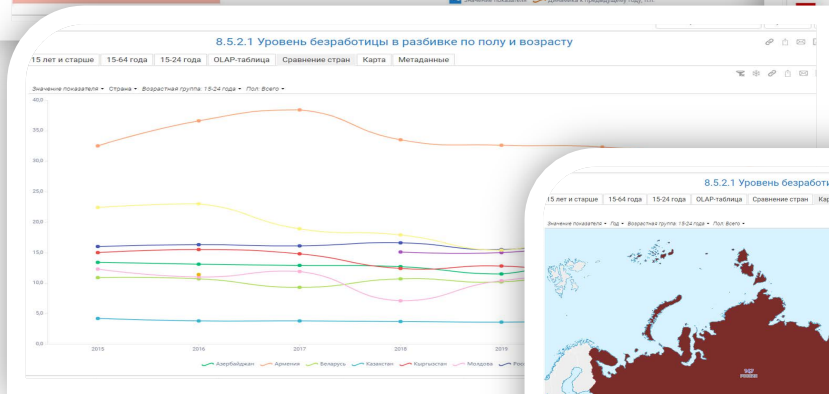 Значение показателя Динамика к предыдущему году, п.п.
8.5.2.1 Уровень безработицы в разбивке по полу и возрасту
15 лет и старше 15-64 года 15-24 года OLAP-таблица Сравнение стран Карта Метаданные
Значение показателя Страна Возрастная группа: 15-24 года Пол: Всего
40,0
35,0
30,0
25,0
20,0
15,0
10,0
5,0
0,0
2015 2016 2017 2018 2019
Азербайджан Армения Беларусь Казахстан Кыргызстан Молдова
8.5.2.1 Уровень
15 лет и старше 15-64 года 15-24 года OLAP-таблица Сравнение стран
Значение показателя Год Возрастная группа: 15-24 года Пол: Всего